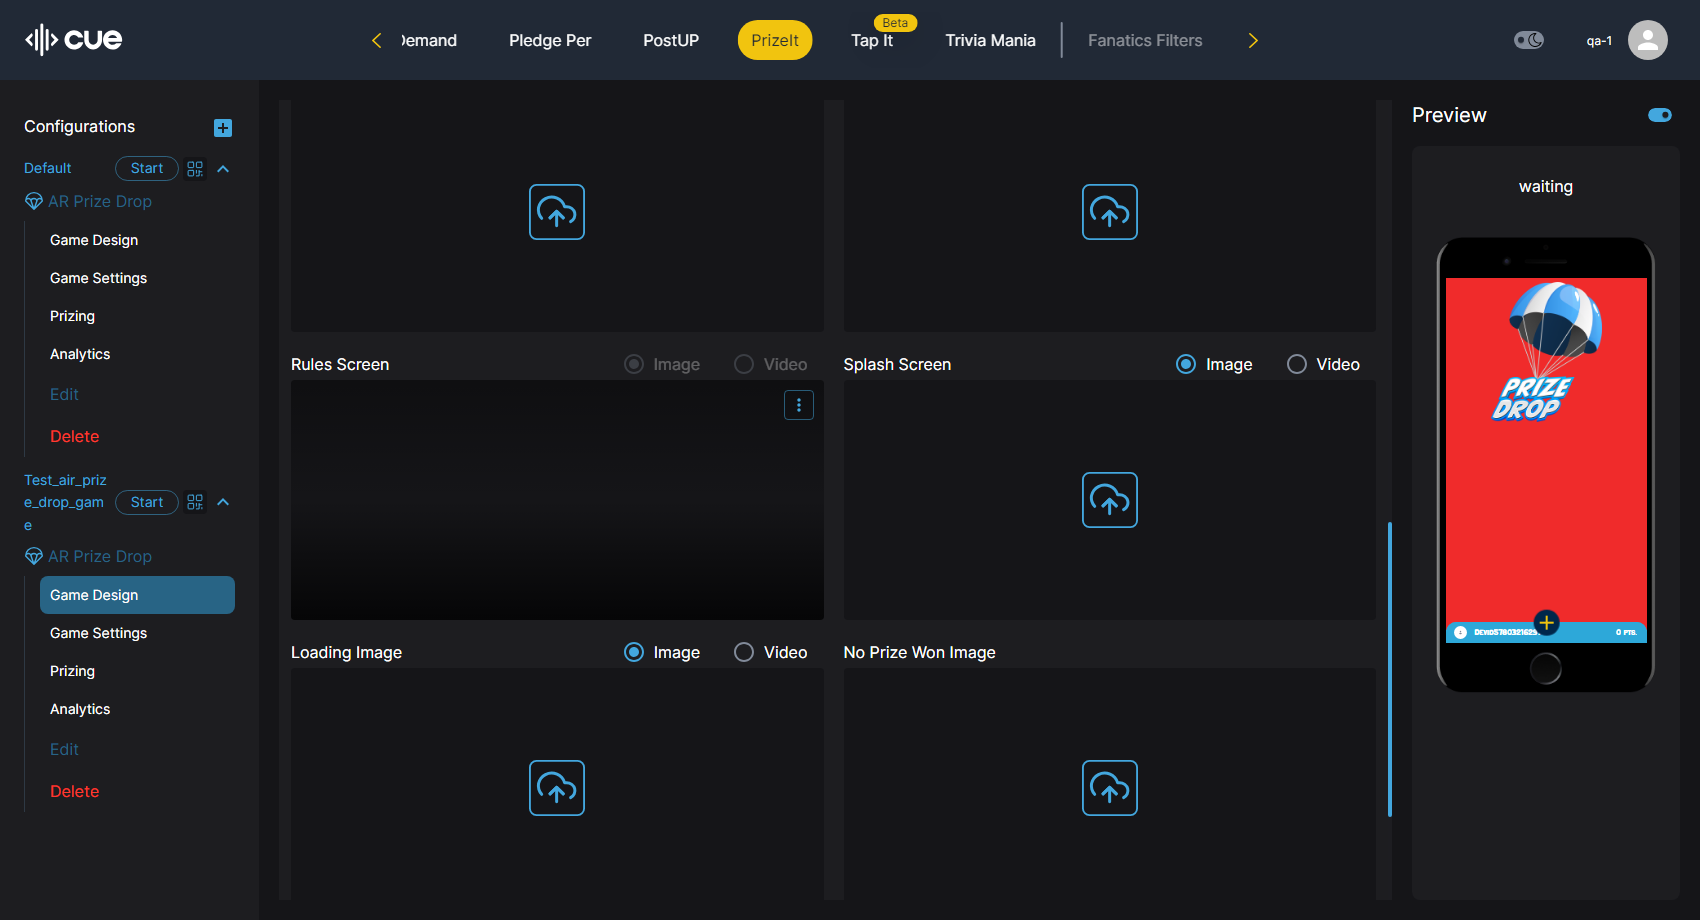 cue
Demand
Pledge Per
PostUP
PrizeIt
Tap It
Beta
Trivia Mania
Fanatics Filters
qa-1
Configurations
Default
Start
AR Prize Drop
Game Design
Game Settings
Prizing
Analytics
Edit
Delete
Test_air_priz
e_drop_gam
e
Start
AR Prize Drop
Game Design
Game Settings
Prizing
Analytics
Edit
Delete
Rules Screen
Image
Video
Splash Screen
Image
Video
Loading Image
Image
Video
No Prize Won Image
Preview
waiting
PRIZE
DROP
0 PTS.